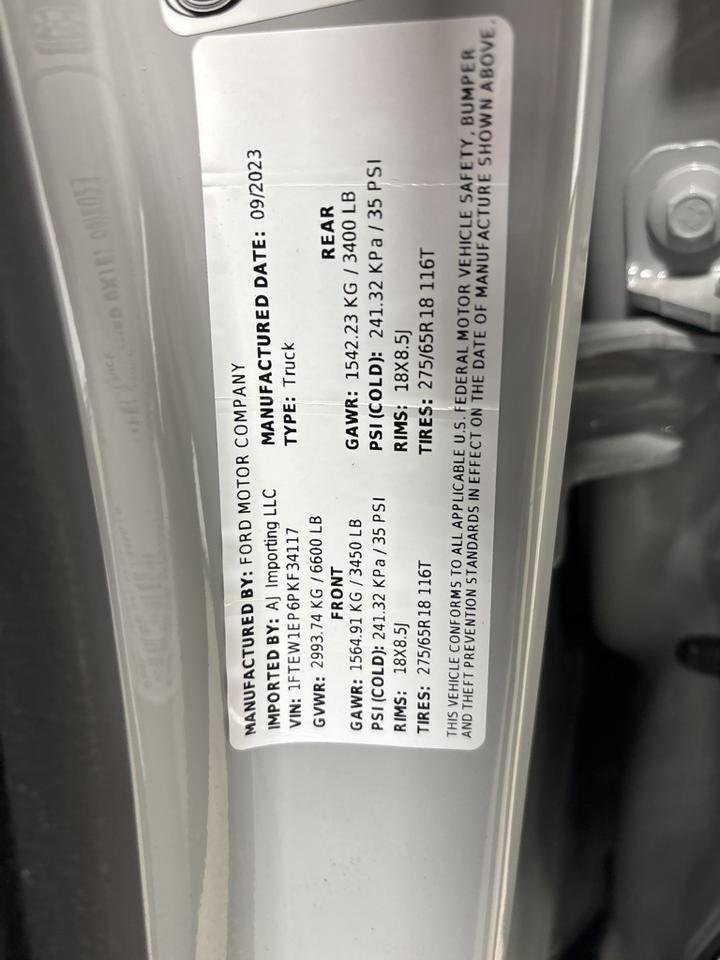 MANUFACTURED BY: FORD MOTOR COMPANY
IMPORTED BY: AJ Importing LLC MANUFACTURED DATE: 09/2023
VIN: 1FTEW1EP6PKF34117 TYPE: Truck
GVWR: 2993.74 KG / 6600 LB
FRONT REAR
GAWR: 1564.91 KG / 3450 LB GAWR: 1542.23 KG / 3400 LB
PSI (COLD): 241.32 KPa / 35 PSI PSI (COLD): 241.32 KPa / 35 PSI
RIMS: 18X8.5J RIMS: 18X8.5J
TIRES: 275/65R18 116T TIRES: 275/65R18 116T
THIS VEHICLE CONFORMS TO ALL APPLICABLE U.S. FEDERAL MOTOR VEHICLE SAFETY, BUMPER
AND THEFT PREVENTION STANDARDS IN EFFECT ON THE DATE OF MANUFACTURE SHOWN ABOVE.